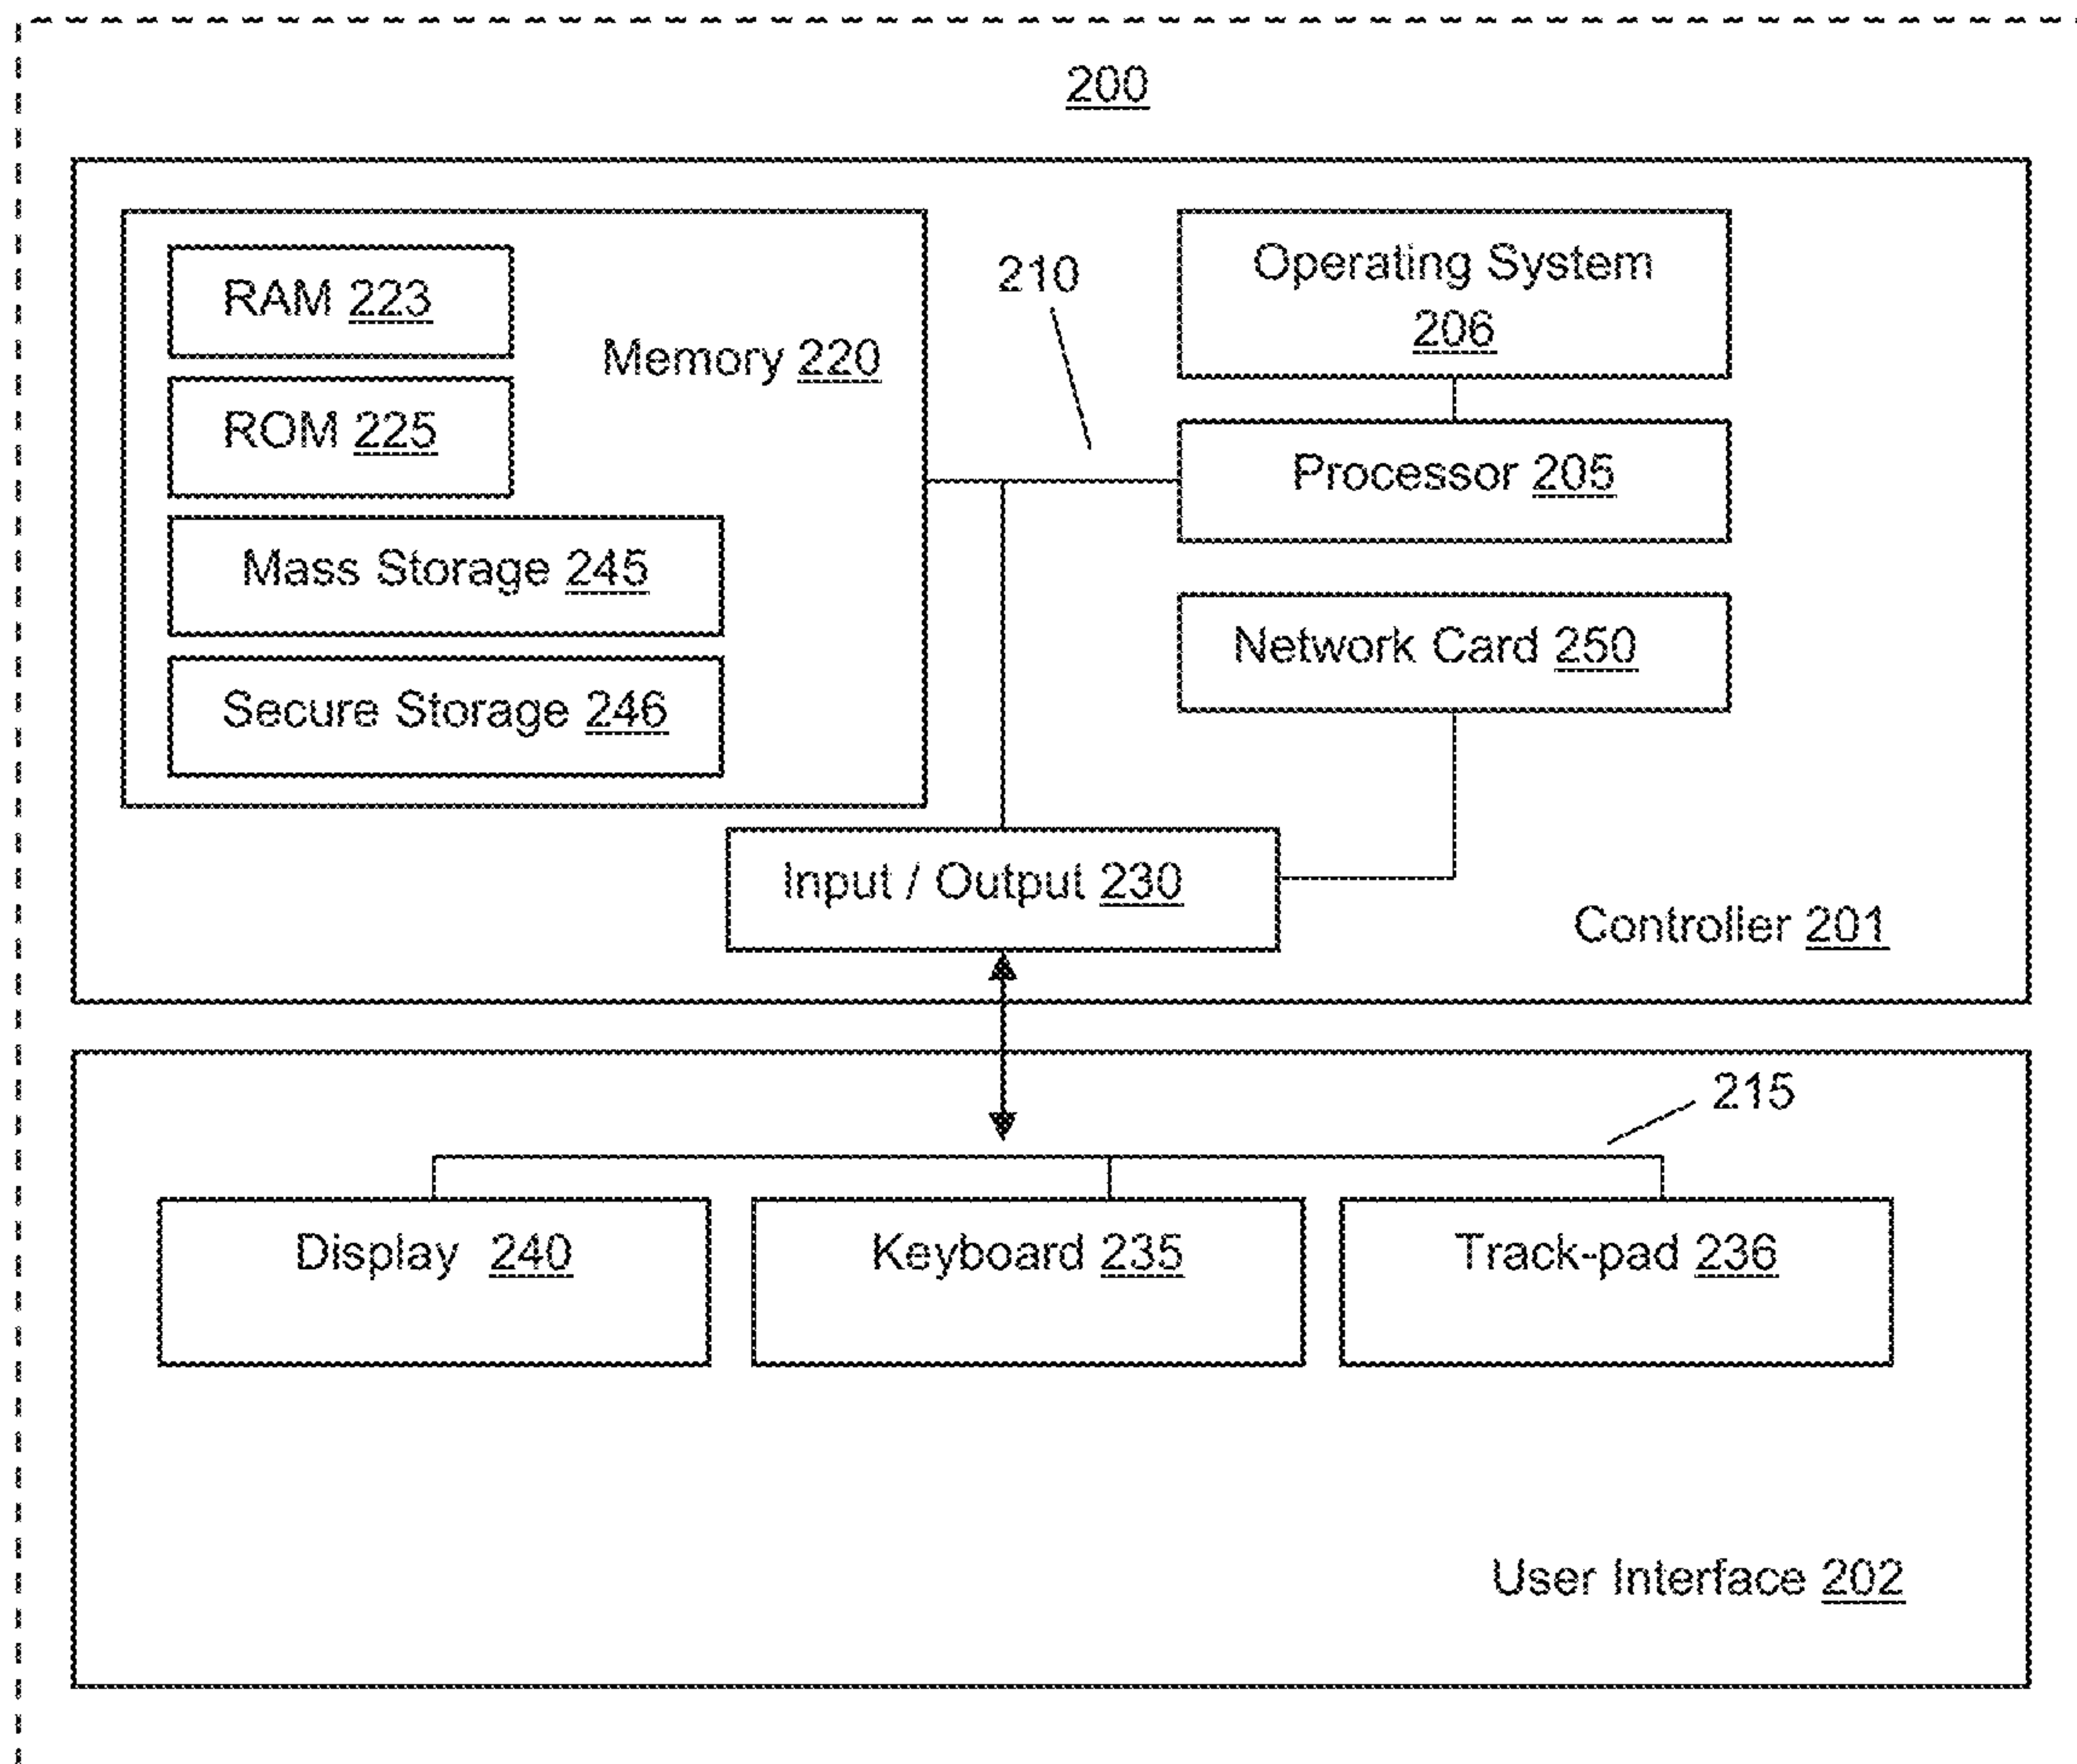 200
RAM 223
Memory 220
ROM 225
Mass Storage 245
Secure Storage 246
210
Operating System
206
Processor 205
Network Card 250
Input / Output 230
Controller 201
215
Display 240
Keyboard 235
Track-pad 236
User Interface 202